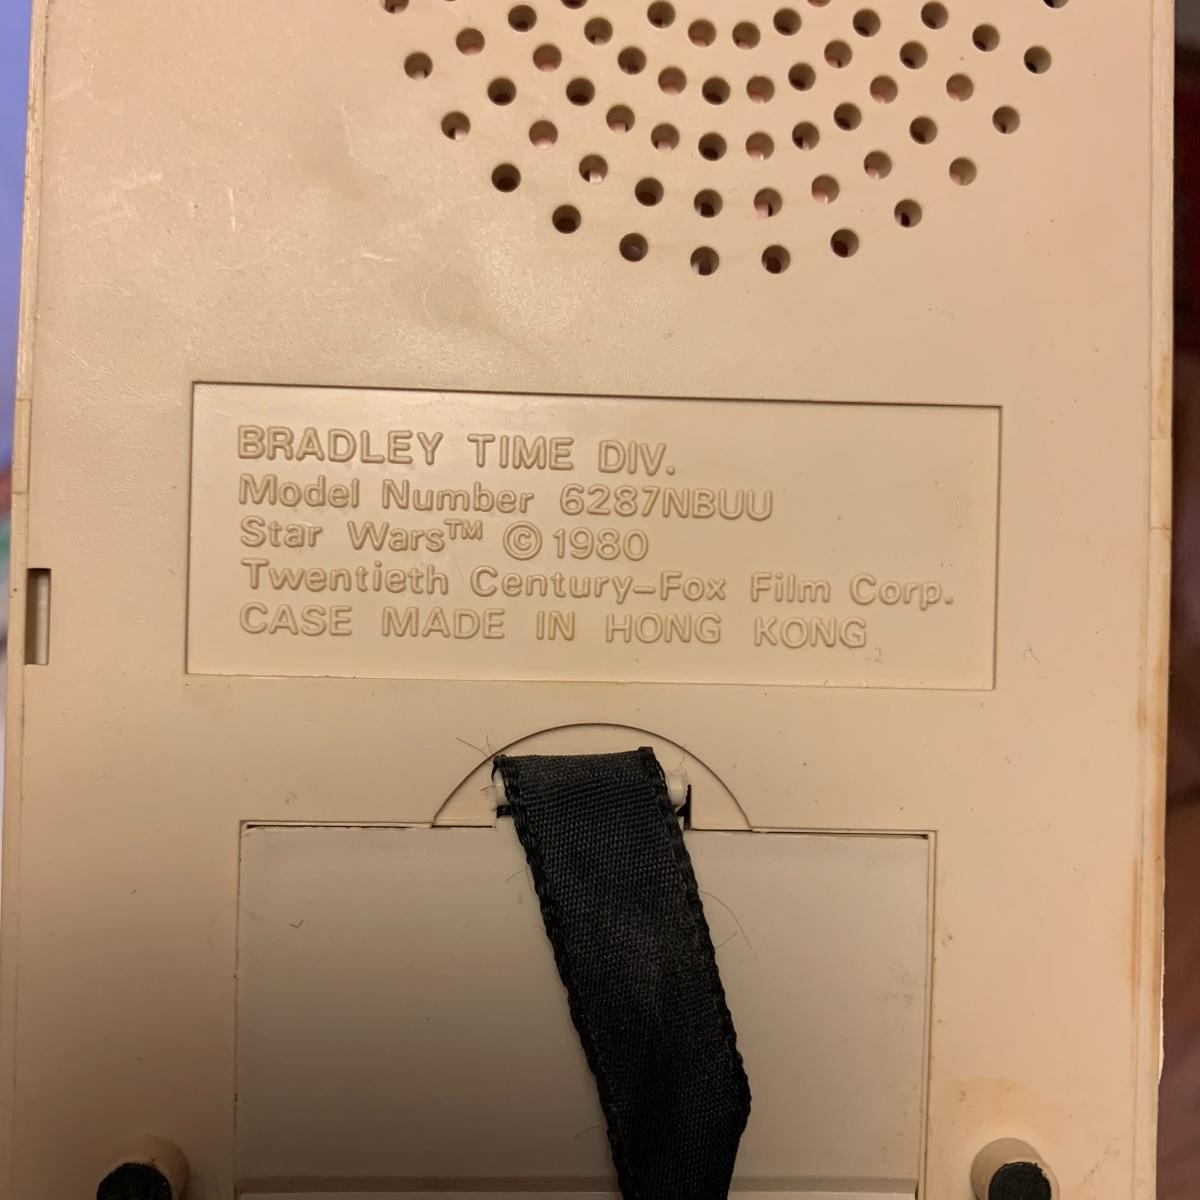 BRADLEY TIME DIV.
Model Number 6287NBUU
Star Wars™ ©1980
Twentieth Century-Fox Film Corp.
CASE MADE IN HONG KONG